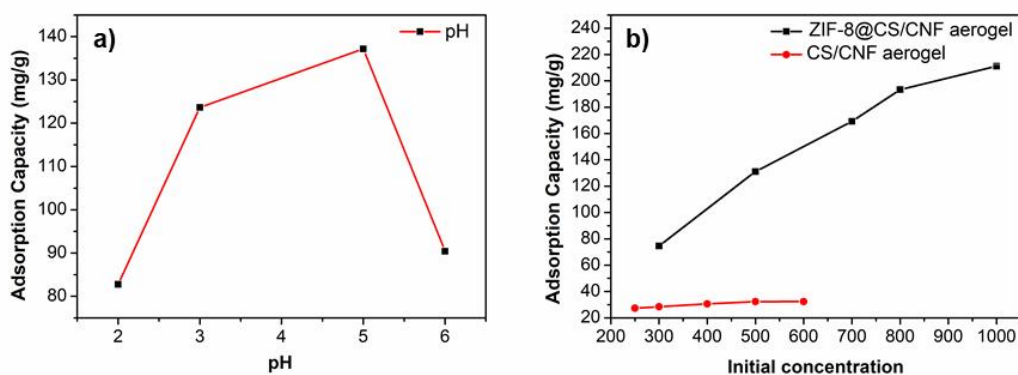 a)
pH
140
130
120
110
100
90
80
Adsorption Capacity (mg/g)
2 3 4 5 6
pH
b)
ZIF-8@CS/CNF aerogel
CS/CNF aerogel
240
220
200
180
160
140
120
100
80
60
40
20
Adsorption Capacity (mg/g)
200 300 400 500 600 700 800 900 1000
Initial concentration